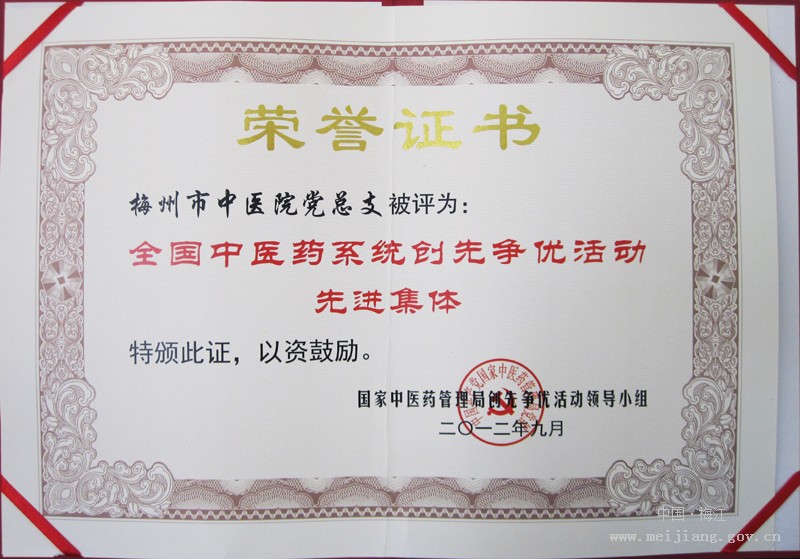 荣誉证书
梅州市中医院党总支被评为：
全国中医药系统创先争优活动
先进集体
特颁此证，以资鼓励。
国家中医药管理局创先争优活动领导小组
二〇一二年九月
中国·梅江
www.meijiang.gov.cn